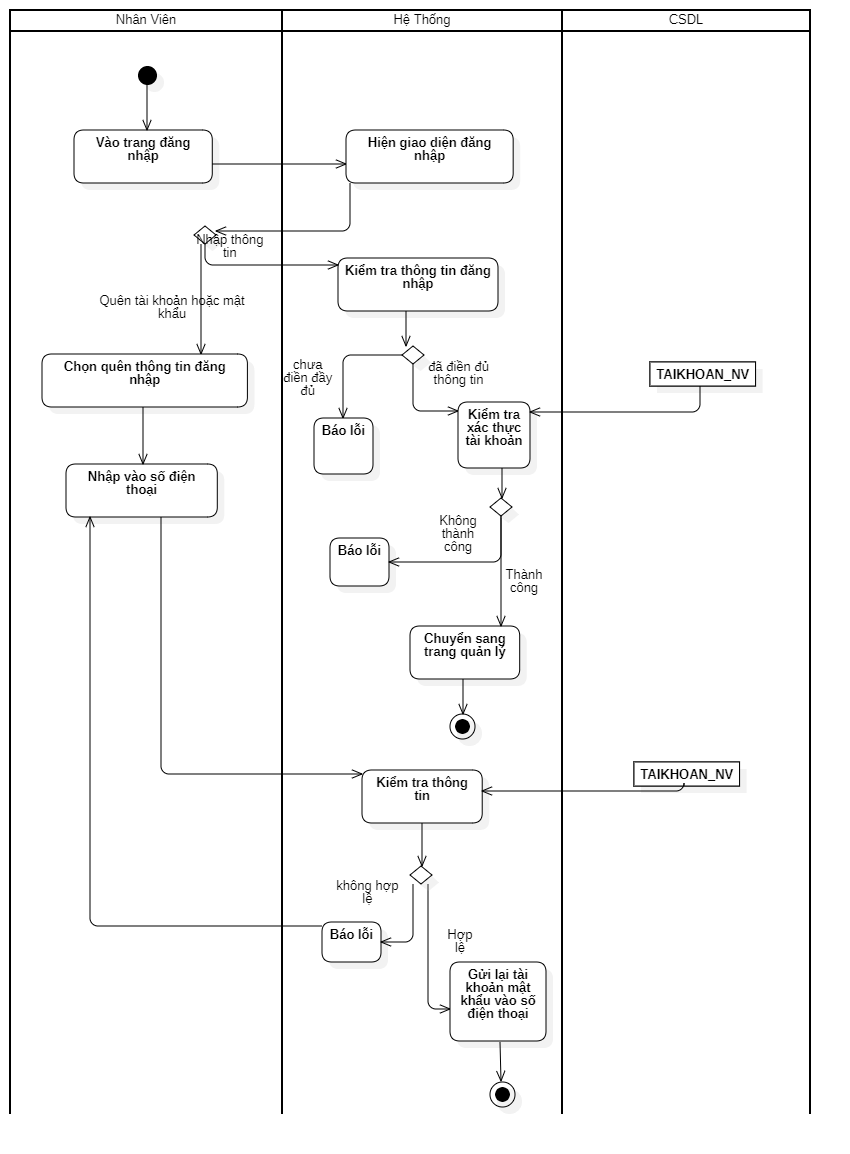 Nhân Viên
Hệ Thống
CSDL
Vào trang đăng
nhập
Hiện giao diện đăng
nhập
Nhập thông
tin
Kiểm tra thông tin đăng
nhập
Quên tài khoản hoặc mật
khẩu
Chọn quên thông tin đăng
nhập
chưa
điền đầy
đủ
đã điền đủ
thông tin
TAIKHOAN_NV
Báo lỗi
Kiểm tra
xác thực
tài khoản
Nhập vào số điện
thoại
Không
thành
công
Báo lỗi
Thành
công
Chuyển sang
trang quản lý
TAIKHOAN_NV
Kiểm tra thông
tin
không hợp
lệ
Báo lỗi
Hợp
lệ
Gửi lại tài
khoản mật
khẩu vào số
điện thoại